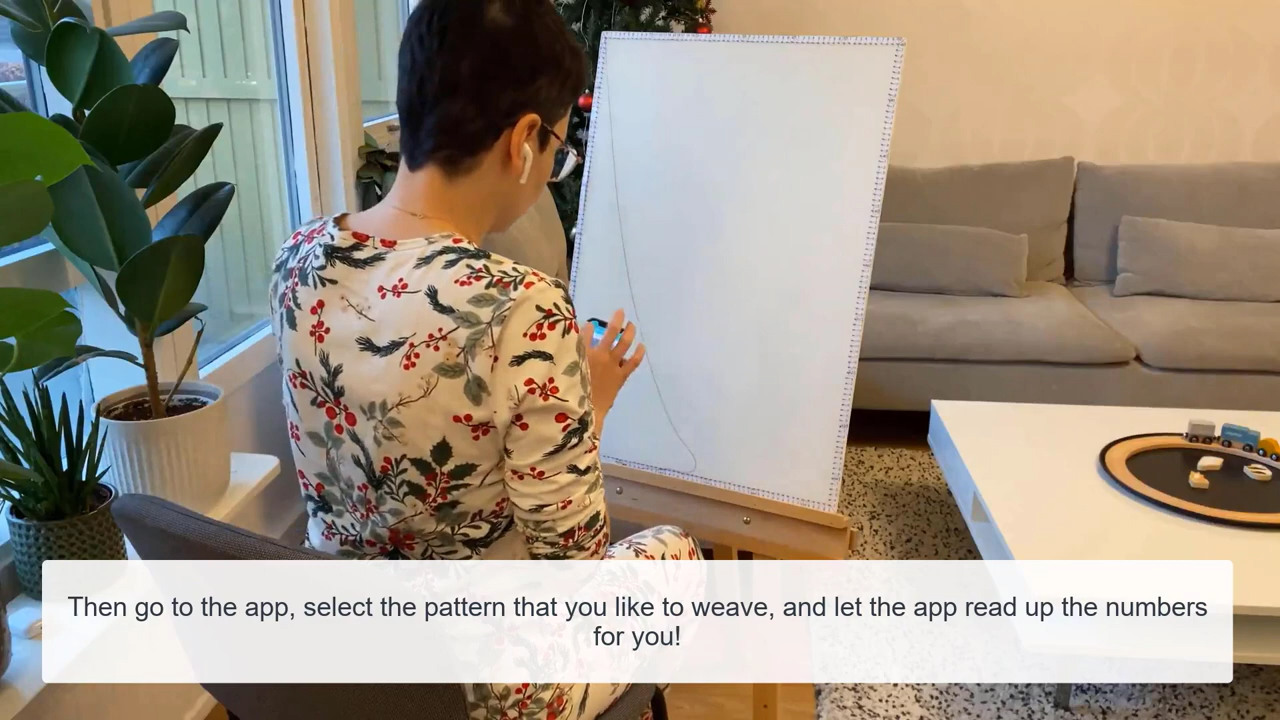 Then go to the app, select the pattern that you like to weave, and let the app read up the numbers
for you!